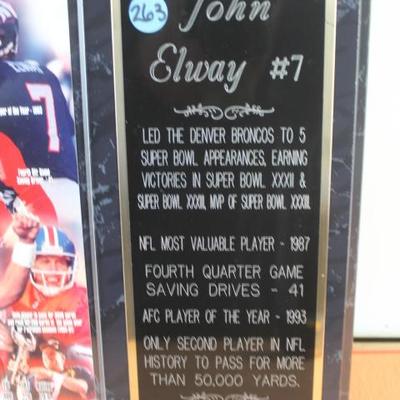 263
John
Elway #7
LED THE DENVER BRONCOS TO 5
SUPER BOWL APPEARANCES, EARNING
VICTORIES IN SUPER BOWL XXXII &
SUPER BOWL XXXIII, MVP OF SUPER BOWL XXXIII.
NFL MOST VALUABLE PLAYER - 1987
FOURTH QUARTER GAME
SAVING DRIVES - 41
AFC PLAYER OF THE YEAR - 1993
ONLY SECOND PLAYER IN NFL
HISTORY TO PASS FOR MORE
THAN 50,000 YARDS.
7